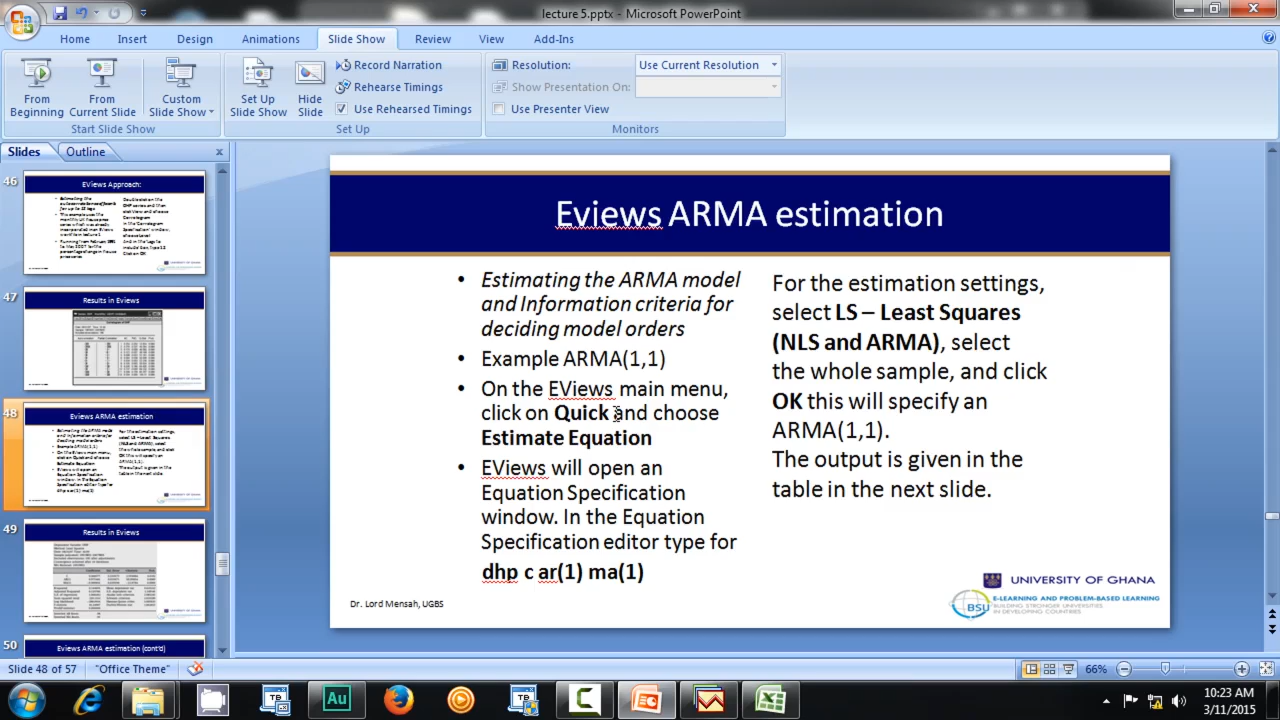 lecture 5.pptx - Microsoft PowerPoint
Home Insert Design Animations Slide Show Review View Add-Ins
From Beginning
From Current Slide
Custom Slide Show
Start Slide Show
Set Up Slide Show
Hide Slide
Record Narration
Rehearse Timings
Use Rehearsed Timings
Set Up
Resolution: Use Current Resolution
Show Presentation On:
Use Presenter View
Monitors
Slides Outline
46
EViews Approach:
47
Results in Eviews
48
Eviews ARMA estimation
49
Results in Eviews
50
Eviews ARMA estimation (cont'd)
Eviews ARMA estimation
• Estimating the ARMA model
and Information criteria for
deciding model orders
• Example ARMA(1,1)
• On the EViews main menu,
click on Quick and choose
Estimate Equation
• EViews will open an
Equation Specification
window. In the Equation
Specification editor type for
dhp c ar(1) ma(1)
For the estimation settings,
select LS – Least Squares
(NLS and ARMA), select
the whole sample, and click
OK this will specify an
ARMA(1,1).
The output is given in the
table in the next slide.
Dr. Lord Mensah, UGBS
UNIVERSITY OF GHANA
BSU
E-LEARNING AND PROBLEM-BASED LEARNING
BUILDING STRONGER UNIVERSITIES
IN DEVELOPING COUNTRIES
Slide 48 of 57 "Office Theme" 66%
Au
10:23 AM
3/11/2015